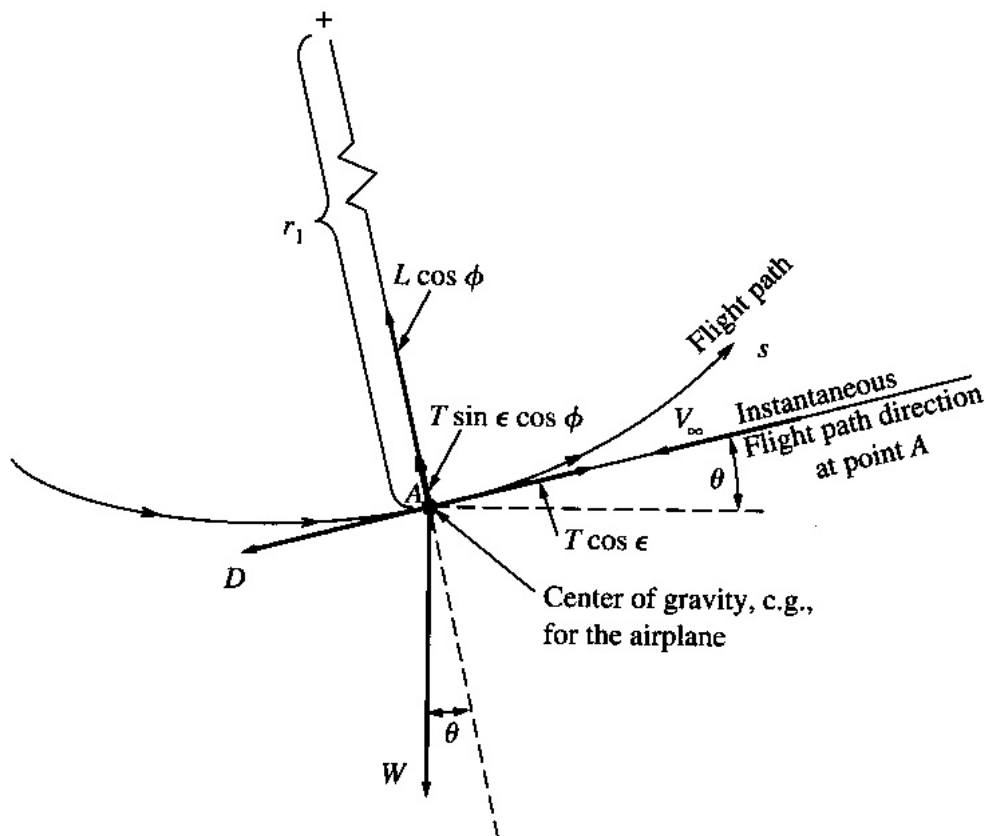 +
r₁
L cos ϕ
Flight path
s
T sin ϵ cos ϕ
V∞
Instantaneous
Flight path direction
at point A
θ
A
T cos ϵ
D
Center of gravity, c.g.,
for the airplane
θ
W